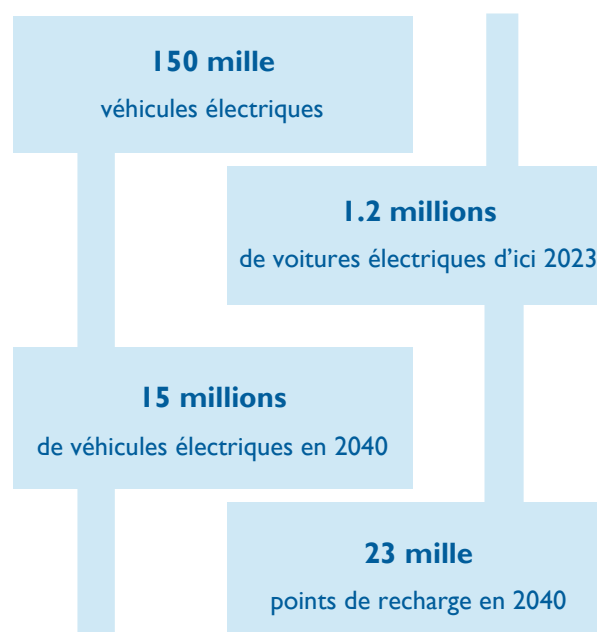 150 mille
véhicules électriques
1.2 millions
de voitures électriques d'ici 2023
15 millions
de véhicules électriques en 2040
23 mille
points de recharge en 2040